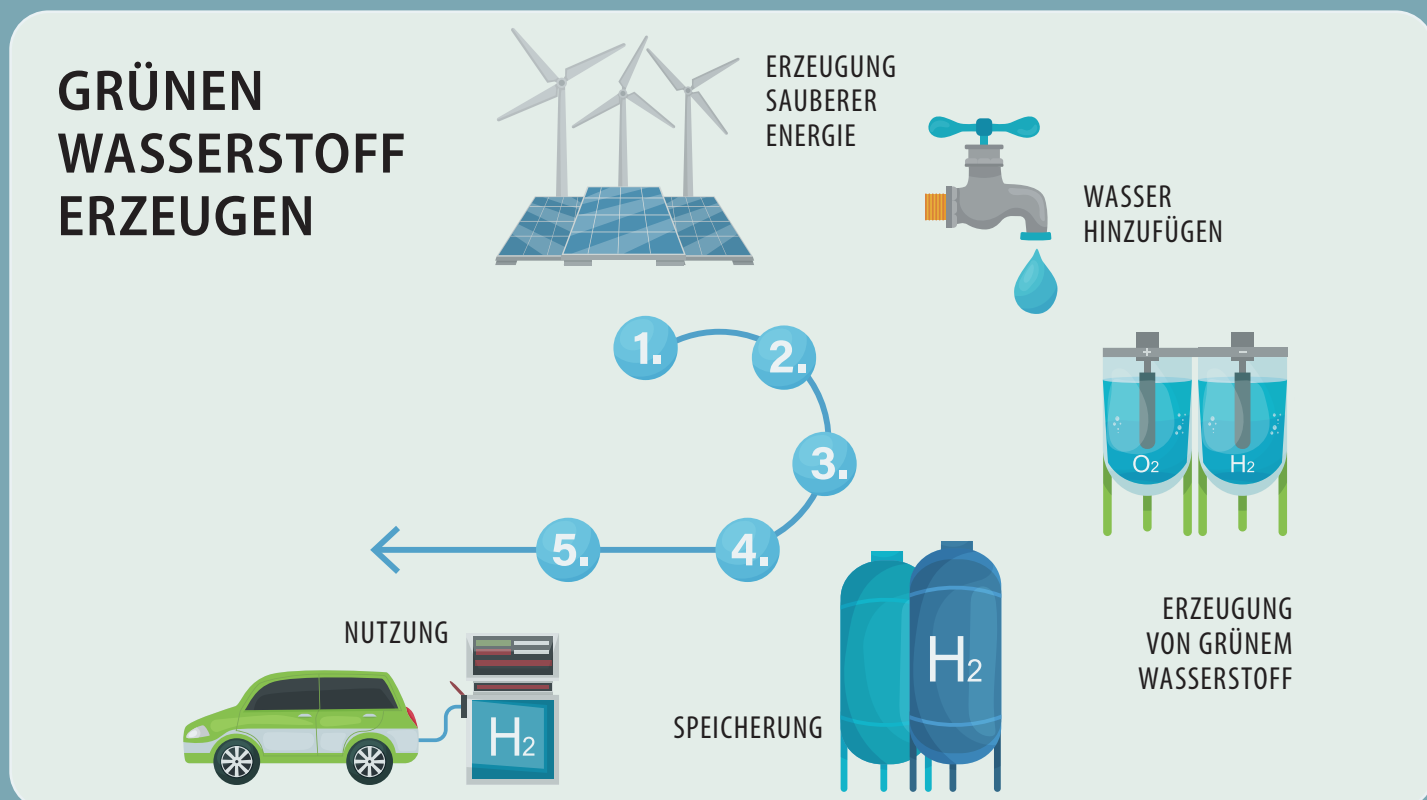 GRÜNEN
WASSERSTOFF
ERZEUGEN
ERZEUGUNG
SAUBERER
ENERGIE
WASSER
HINZUFÜGEN
1.
2.
3.
4.
5.
+
−
O2
H2
ERZEUGUNG
VON GRÜNEM
WASSERSTOFF
H2
SPEICHERUNG
NUTZUNG
H2